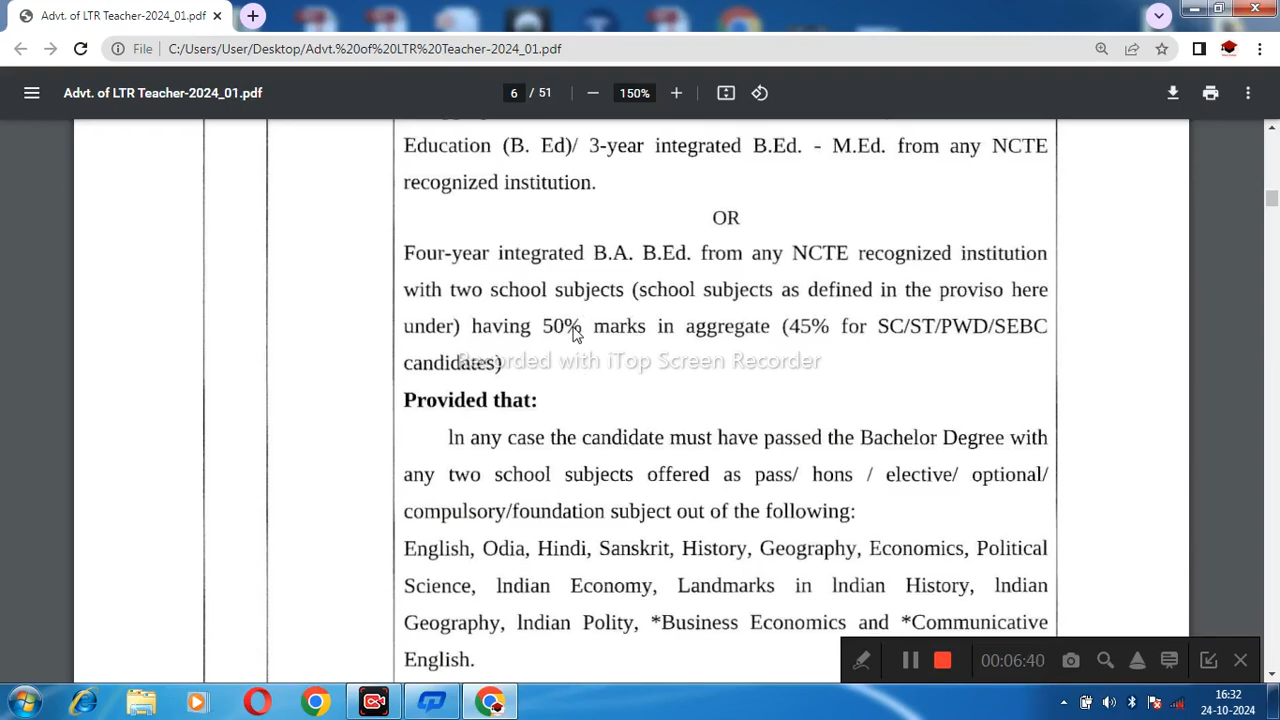 Advt. of LTR Teacher-2024_01.pdf
File
C:/Users/User/Desktop/Advt.%20of%20LTR%20Teacher-2024_01.pdf
Advt. of LTR Teacher-2024_01.pdf
6 / 51
150%
Education (B. Ed)/ 3-year integrated B.Ed. - M.Ed. from any NCTE
recognized institution.
OR
Four-year integrated B.A. B.Ed. from any NCTE recognized institution
with two school subjects (school subjects as defined in the proviso here
under) having 50% marks in aggregate (45% for SC/ST/PWD/SEBC
candidates)
Recorded with iTop Screen Recorder
Provided that:
In any case the candidate must have passed the Bachelor Degree with
any two school subjects offered as pass/ hons / elective/ optional/
compulsory/foundation subject out of the following:
English, Odia, Hindi, Sanskrit, History, Geography, Economics, Political
Science, Indian Economy, Landmarks in Indian History, Indian
Geography, Indian Polity, *Business Economics and *Communicative
English.
00:06:40
16:32
24-10-2024